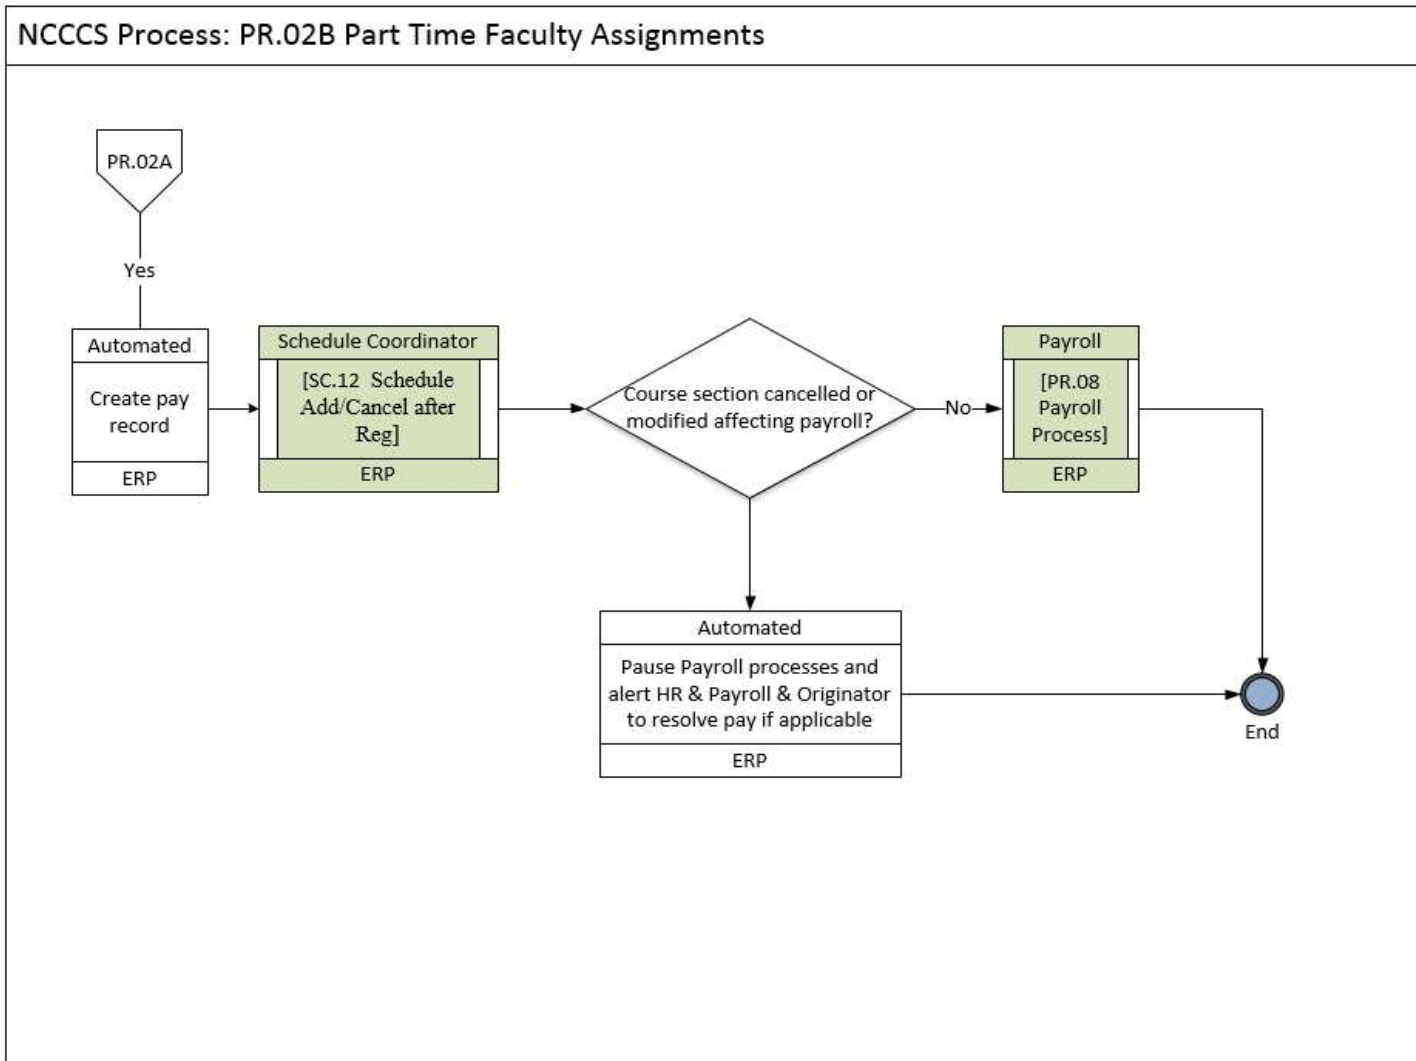 NCCCS Process: PR.02B Part Time Faculty Assignments
PR.02A
Yes
Automated
Create pay
record
ERP
Schedule Coordinator
[SC.12 Schedule
Add/Cancel after
Reg]
ERP
Course section cancelled or
modified affecting payroll?
No
Payroll
[PR.08
Payroll
Process]
ERP
Automated
Pause Payroll processes and
alert HR & Payroll & Originator
to resolve pay if applicable
ERP
End